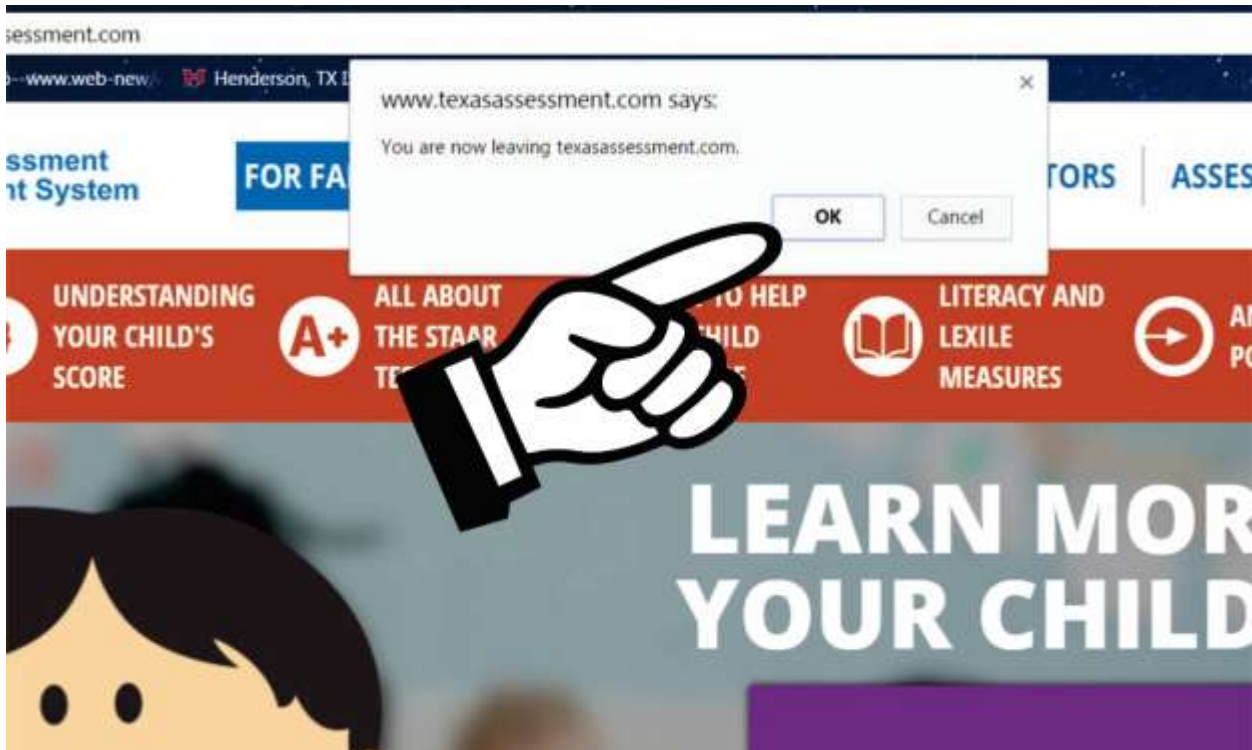 sessment.com
www.web-new/ Henderson, TX I
www.texasassessment.com says:
You are now leaving texasassessment.com.
OK Cancel
ssment
nt System
FOR FA
TORS
ASSES
UNDERSTANDING
YOUR CHILD'S
SCORE
A+
ALL ABOUT
THE STAAR
TE
TO HELP
HILD
LITERACY AND
LEXILE
MEASURES
LEARN MOR
YOUR CHILD